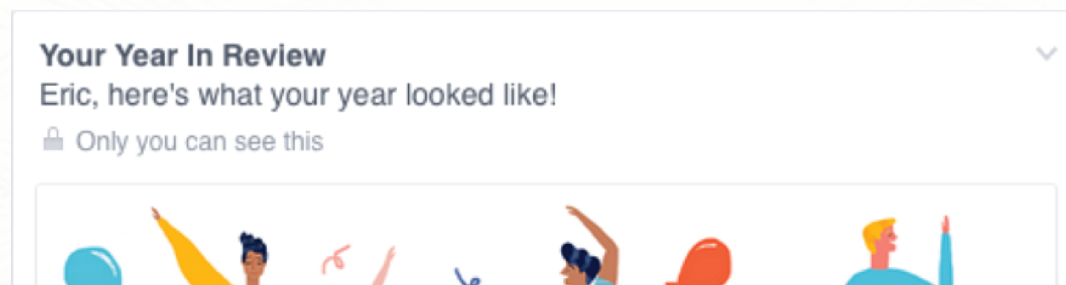 Your Year In Review
Eric, here's what your year looked like!
Only you can see this